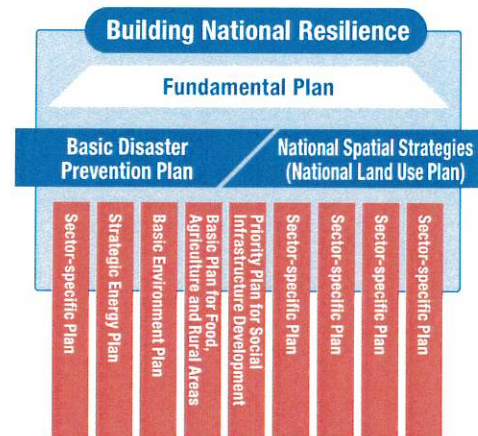 Building National Resilience
Fundamental Plan
Basic Disaster
Prevention Plan
National Spatial Strategies
(National Land Use Plan)
Sector-specific Plan
Strategic Energy Plan
Basic Environment Plan
Basic Plan for Food,
Agriculture and Rural Areas
Priority Plan for Social
Infrastructure Development
Sector-specific Plan
Sector-specific Plan
Sector-specific Plan
Sector-specific Plan